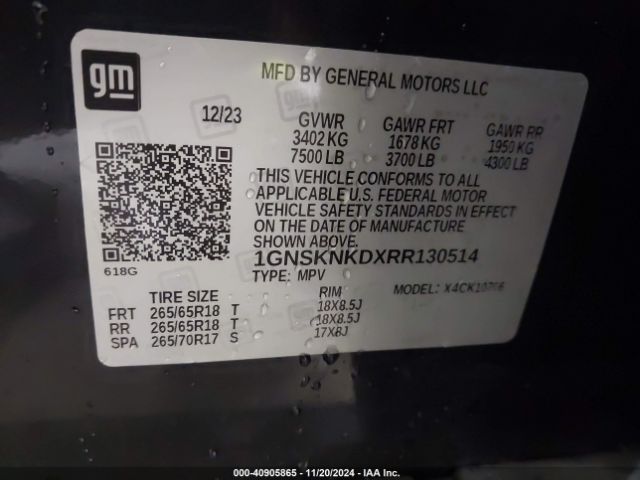 gm
MFD BY GENERAL MOTORS LLC
12/23
GVWR GAWR FRT GAWR RR
3402 KG 1678 KG 1950 KG
7500 LB 3700 LB 4300 LB
THIS VEHICLE CONFORMS TO ALL
APPLICABLE U.S. FEDERAL MOTOR
VEHICLE SAFETY STANDARDS IN EFFECT
ON THE DATE OF MANUFACTURE
SHOWN ABOVE.
618G
1GNSKNKDXRR130514
TYPE: MPV MODEL:
TIRE SIZE RIM
FRT 265/65R18 T 18X8.5J
RR 265/65R18 T 18X8.5J
SPA 265/70R17 S 17X8J
000-40905865 - 11/20/2024 - IAA Inc.